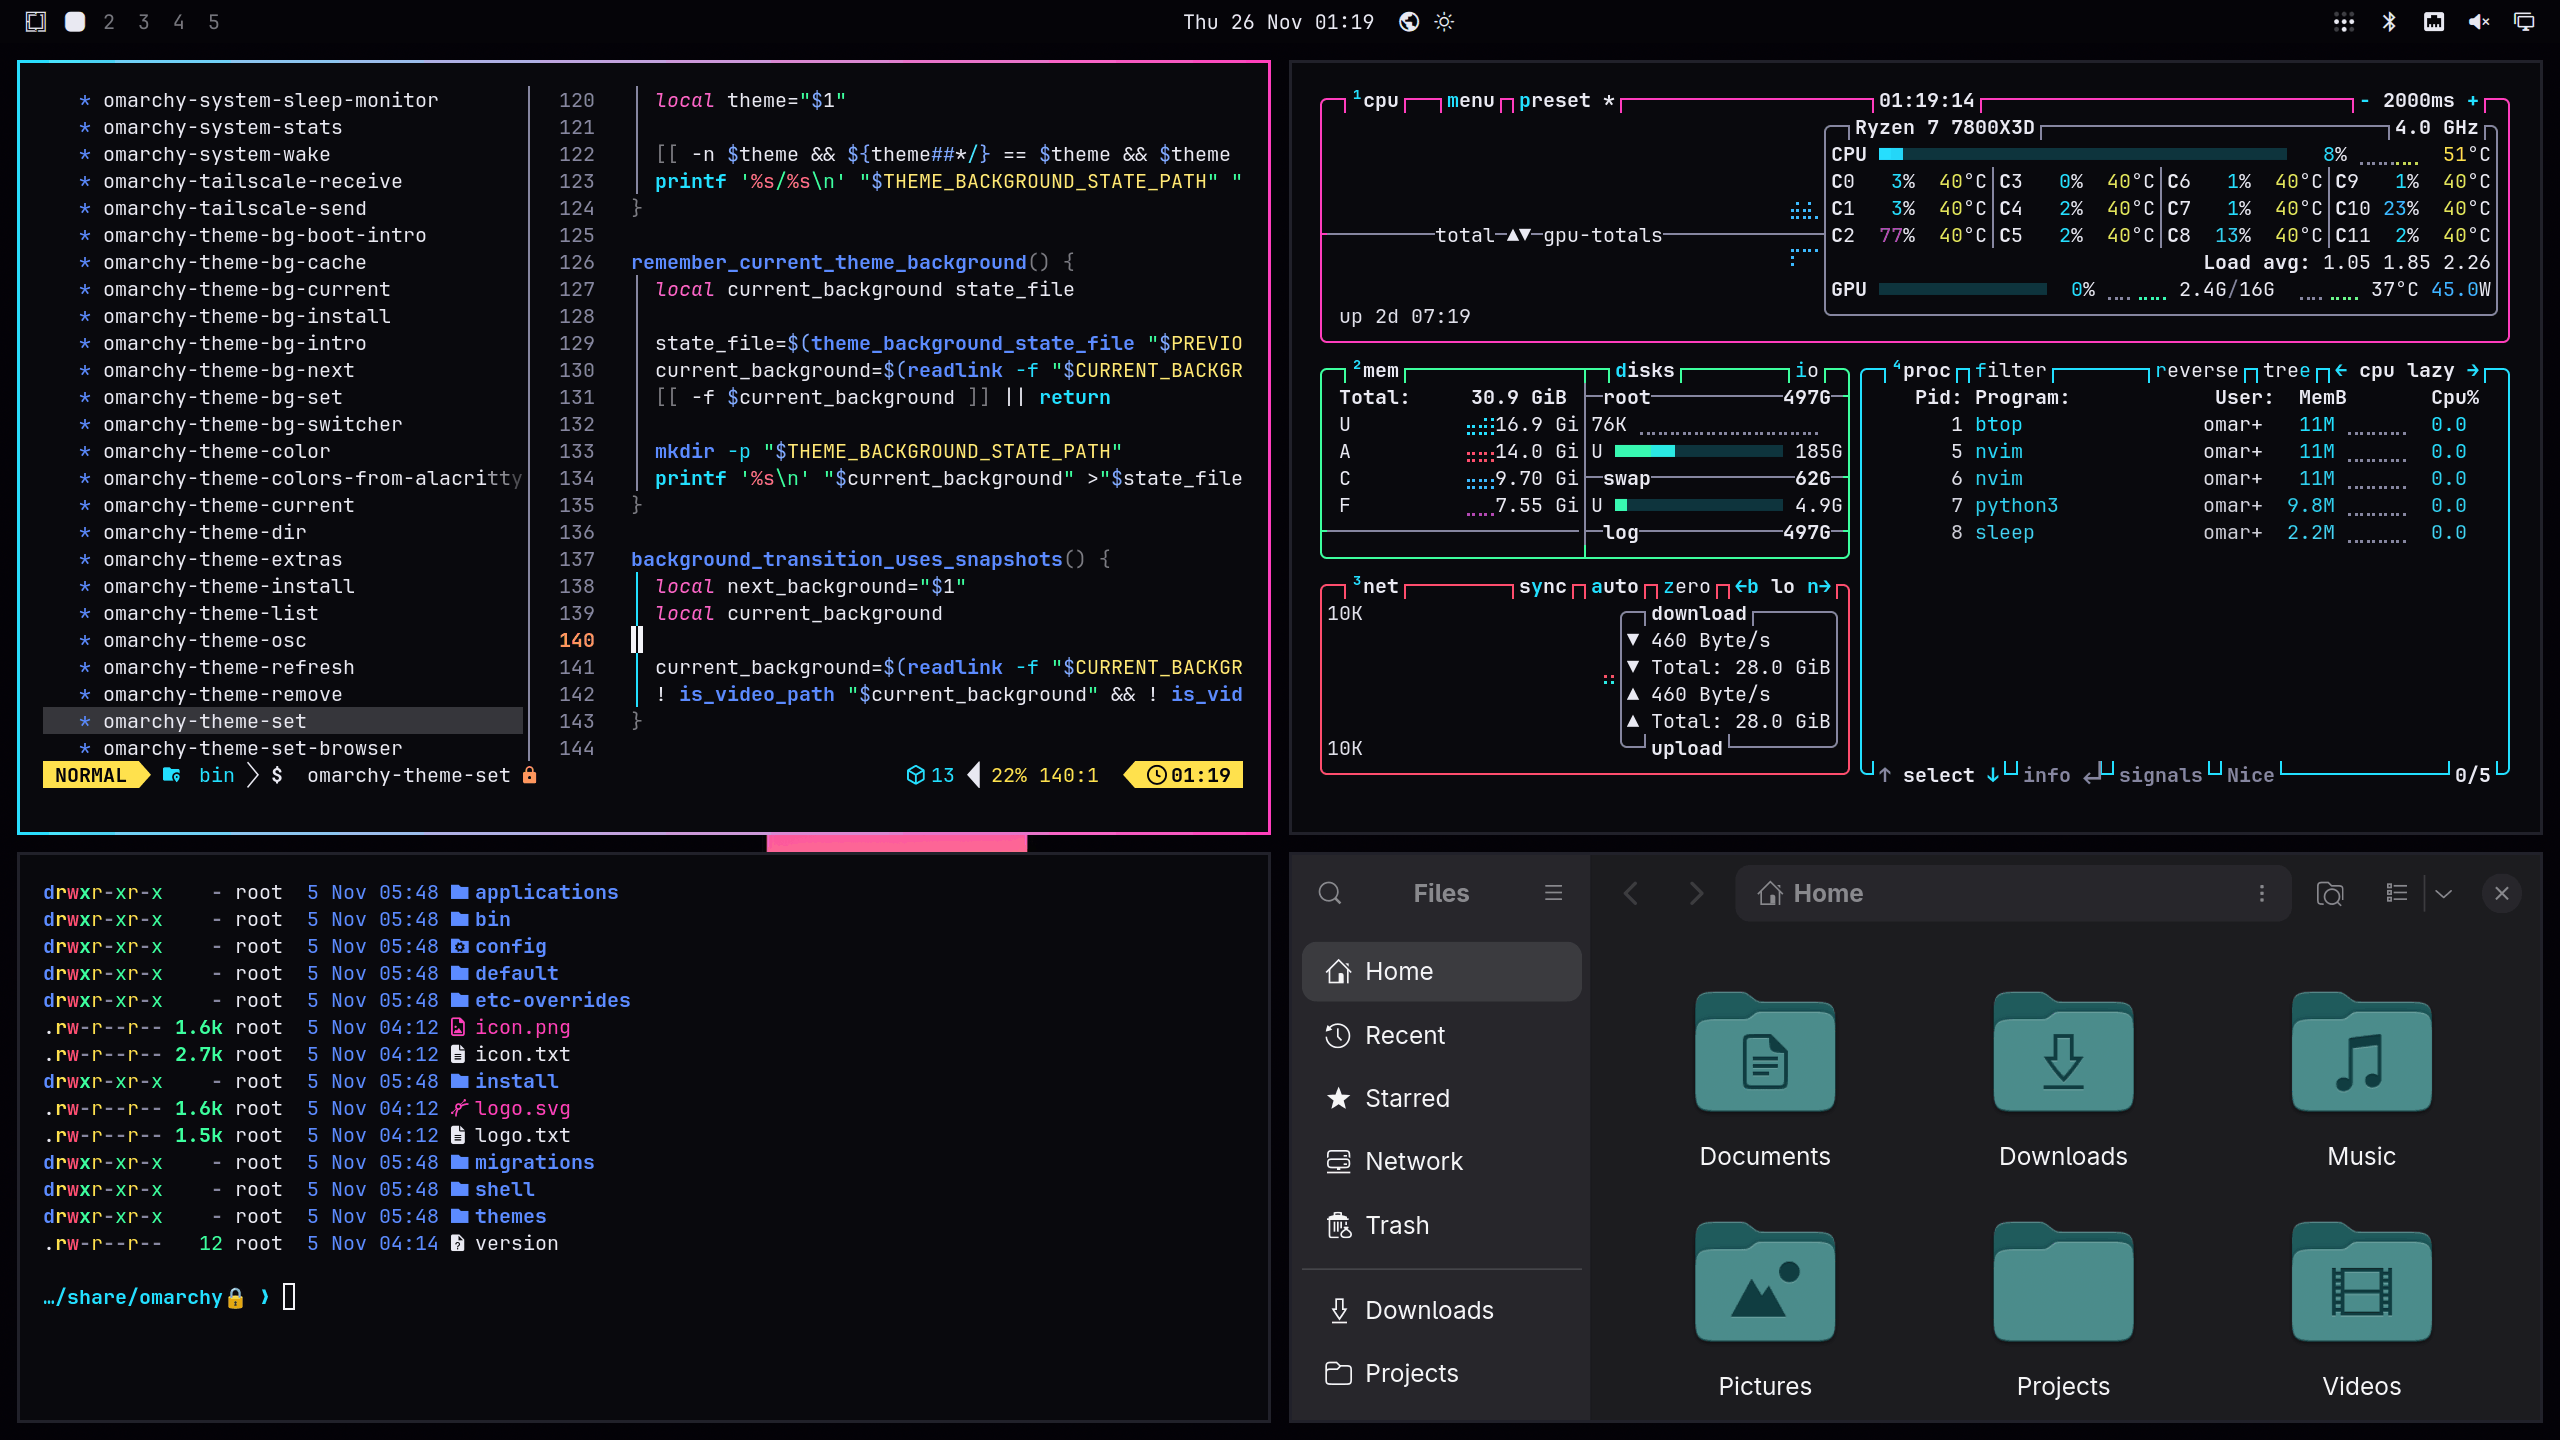 2 3 4 5
Thu 26 Nov 01:19
* omarchy-system-sleep-monitor
* omarchy-system-stats
* omarchy-system-wake
* omarchy-tailscale-receive
* omarchy-tailscale-send
* omarchy-theme-bg-boot-intro
* omarchy-theme-bg-cache
* omarchy-theme-bg-current
* omarchy-theme-bg-install
* omarchy-theme-bg-intro
* omarchy-theme-bg-next
* omarchy-theme-bg-set
* omarchy-theme-bg-switcher
* omarchy-theme-color
* omarchy-theme-colors-from-alacritty
* omarchy-theme-current
* omarchy-theme-dir
* omarchy-theme-extras
* omarchy-theme-install
* omarchy-theme-list
* omarchy-theme-osc
* omarchy-theme-refresh
* omarchy-theme-remove
* omarchy-theme-set
* omarchy-theme-set-browser
120 local theme="$1"
121
122 [[ -n $theme && ${theme##*/} == $theme && $theme
123 printf '%s/%s\n' "$THEME_BACKGROUND_STATE_PATH" "
124 }
125
126 remember_current_theme_background() {
127 local current_background state_file
128
129 state_file=$(theme_background_state_file "$PREVIO
130 current_background=$(readlink -f "$CURRENT_BACKGR
131 [[ -f $current_background ]] || return
132
133 mkdir -p "$THEME_BACKGROUND_STATE_PATH"
134 printf '%s\n' "$current_background" >"$state_file
135 }
136
137 background_transition_uses_snapshots() {
138 local next_background="$1"
139 local current_background
140
141 current_background=$(readlink -f "$CURRENT_BACKGR
142 ! is_video_path "$current_background" && ! is_vid
143 }
144
NORMAL bin $ omarchy-theme-set 13 22% 140:1 01:19
1cpu menu preset * 01:19:14 - 2000ms +
Ryzen 7 7800X3D 4.0 GHz
CPU 8% 51°C
C0 3% 40°C C3 0% 40°C C6 1% 40°C C9 1% 40°C
C1 3% 40°C C4 2% 40°C C7 1% 40°C C10 23% 40°C
total▲▼gpu-totals
C2 77% 40°C C5 2% 40°C C8 13% 40°C C11 2% 40°C
Load avg: 1.05 1.85 2.26
GPU 0% 2.4G/16G 37°C 45.0W
up 2d 07:19
2mem disks io
Total: 30.9 GiB root 497G
U 16.9 Gi 76K
A 14.0 Gi U 185G
C 9.70 Gi swap 62G
F 7.55 Gi U 4.9G
log 497G
3net sync auto zero ←b lo n→
10K download
▼ 460 Byte/s
▼ Total: 28.0 GiB
▲ 460 Byte/s
▲ Total: 28.0 GiB
10K upload
4proc filter reverse tree ← cpu lazy →
Pid: Program: User: MemB Cpu%
1 btop omar+ 11M 0.0
5 nvim omar+ 11M 0.0
6 nvim omar+ 11M 0.0
7 python3 omar+ 9.8M 0.0
8 sleep omar+ 2.2M 0.0
↑ select ↓ info ↵ signals Nice 0/5
drwxr-xr-x - root 5 Nov 05:48 applications
drwxr-xr-x - root 5 Nov 05:48 bin
drwxr-xr-x - root 5 Nov 05:48 config
drwxr-xr-x - root 5 Nov 05:48 default
drwxr-xr-x - root 5 Nov 05:48 etc-overrides
.rw-r--r-- 1.6k root 5 Nov 04:12 icon.png
.rw-r--r-- 2.7k root 5 Nov 04:12 icon.txt
drwxr-xr-x - root 5 Nov 05:48 install
.rw-r--r-- 1.6k root 5 Nov 04:12 logo.svg
.rw-r--r-- 1.5k root 5 Nov 04:12 logo.txt
drwxr-xr-x - root 5 Nov 05:48 migrations
drwxr-xr-x - root 5 Nov 05:48 shell
drwxr-xr-x - root 5 Nov 05:48 themes
.rw-r--r-- 12 root 5 Nov 04:14 version
…/share/omarchy🔒 ❯
Files
Home
Home
Recent
Starred
Network
Trash
Downloads
Projects
Documents Downloads Music
Pictures Projects Videos